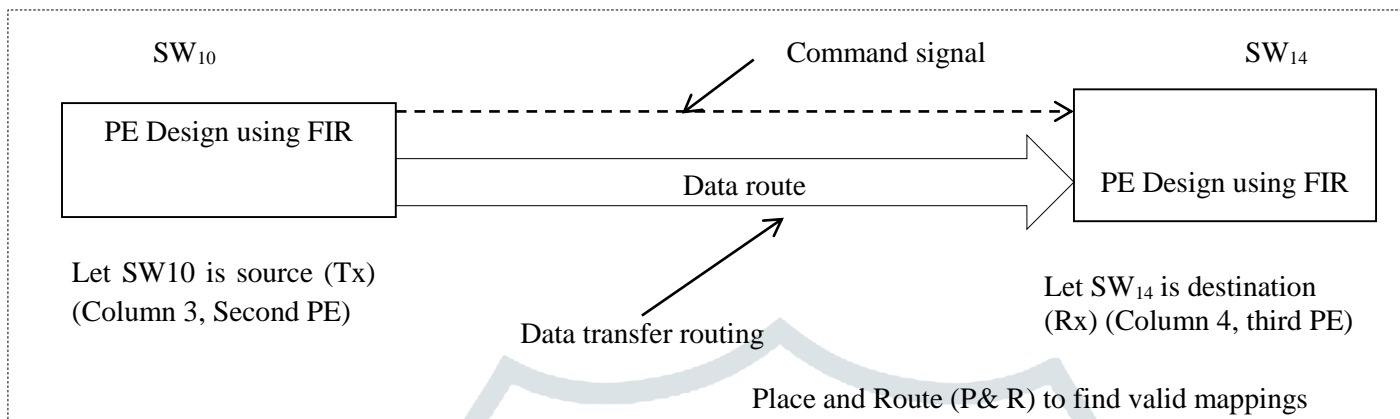 SW₁₀
Command signal
SW₁₄
PE Design using FIR
Data route
PE Design using FIR
Let SW10 is source (Tx)
(Column 3, Second PE)
Let SW₁₄ is destination
(Rx) (Column 4, third PE)
Data transfer routing
Place and Route (P& R) to find valid mappings